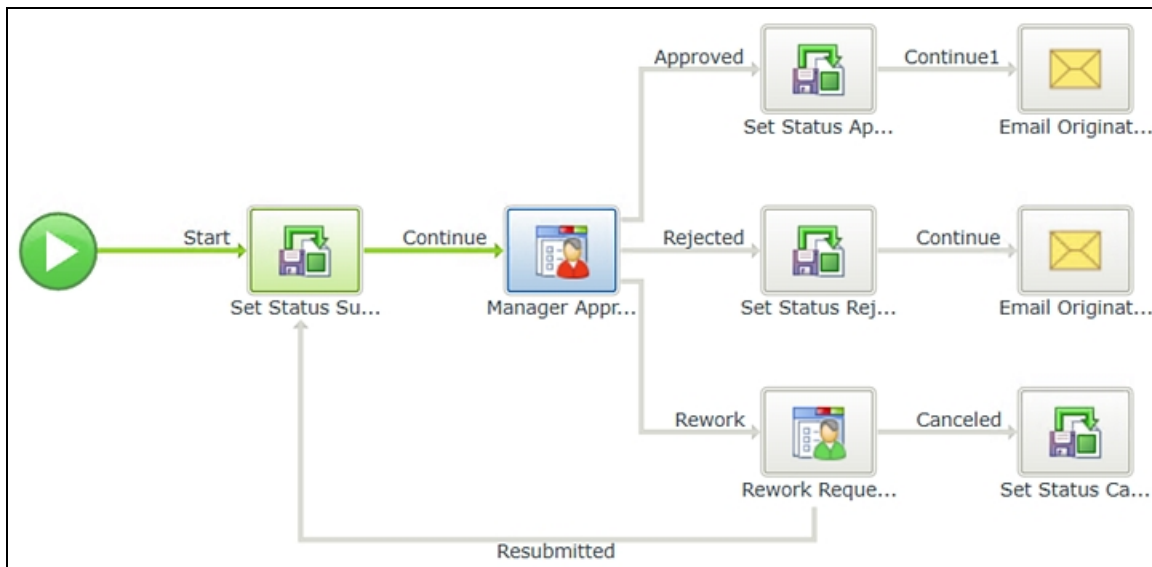 Approved
Continue1
Set Status Ap...
Email Originat...
Start
Continue
Rejected
Continue
Set Status Su...
Manager Appr...
Set Status Rej...
Email Originat...
Rework
Canceled
Rework Reque...
Set Status Ca...
Resubmitted